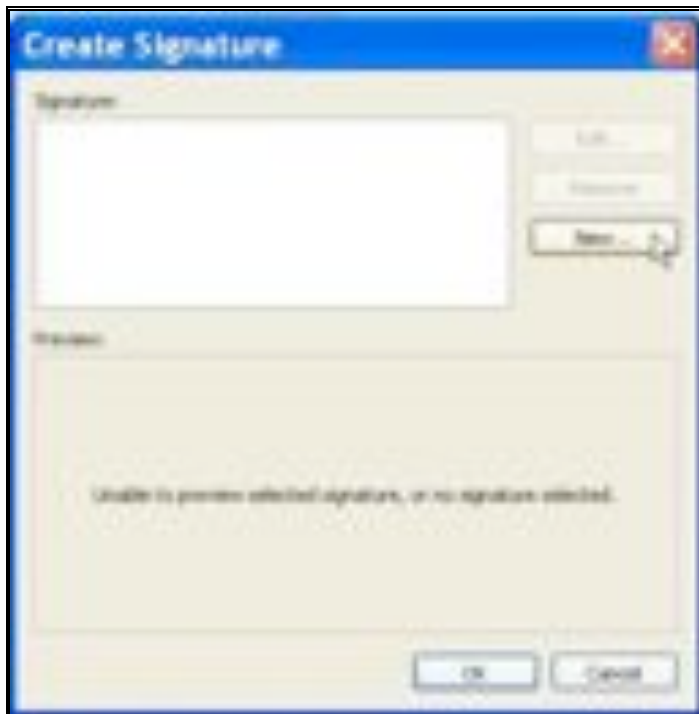 Create Signature
Signature:
Edit...
Remove
New...
Preview:
Unable to preview selected signature, or no signature selected.
OK
Cancel